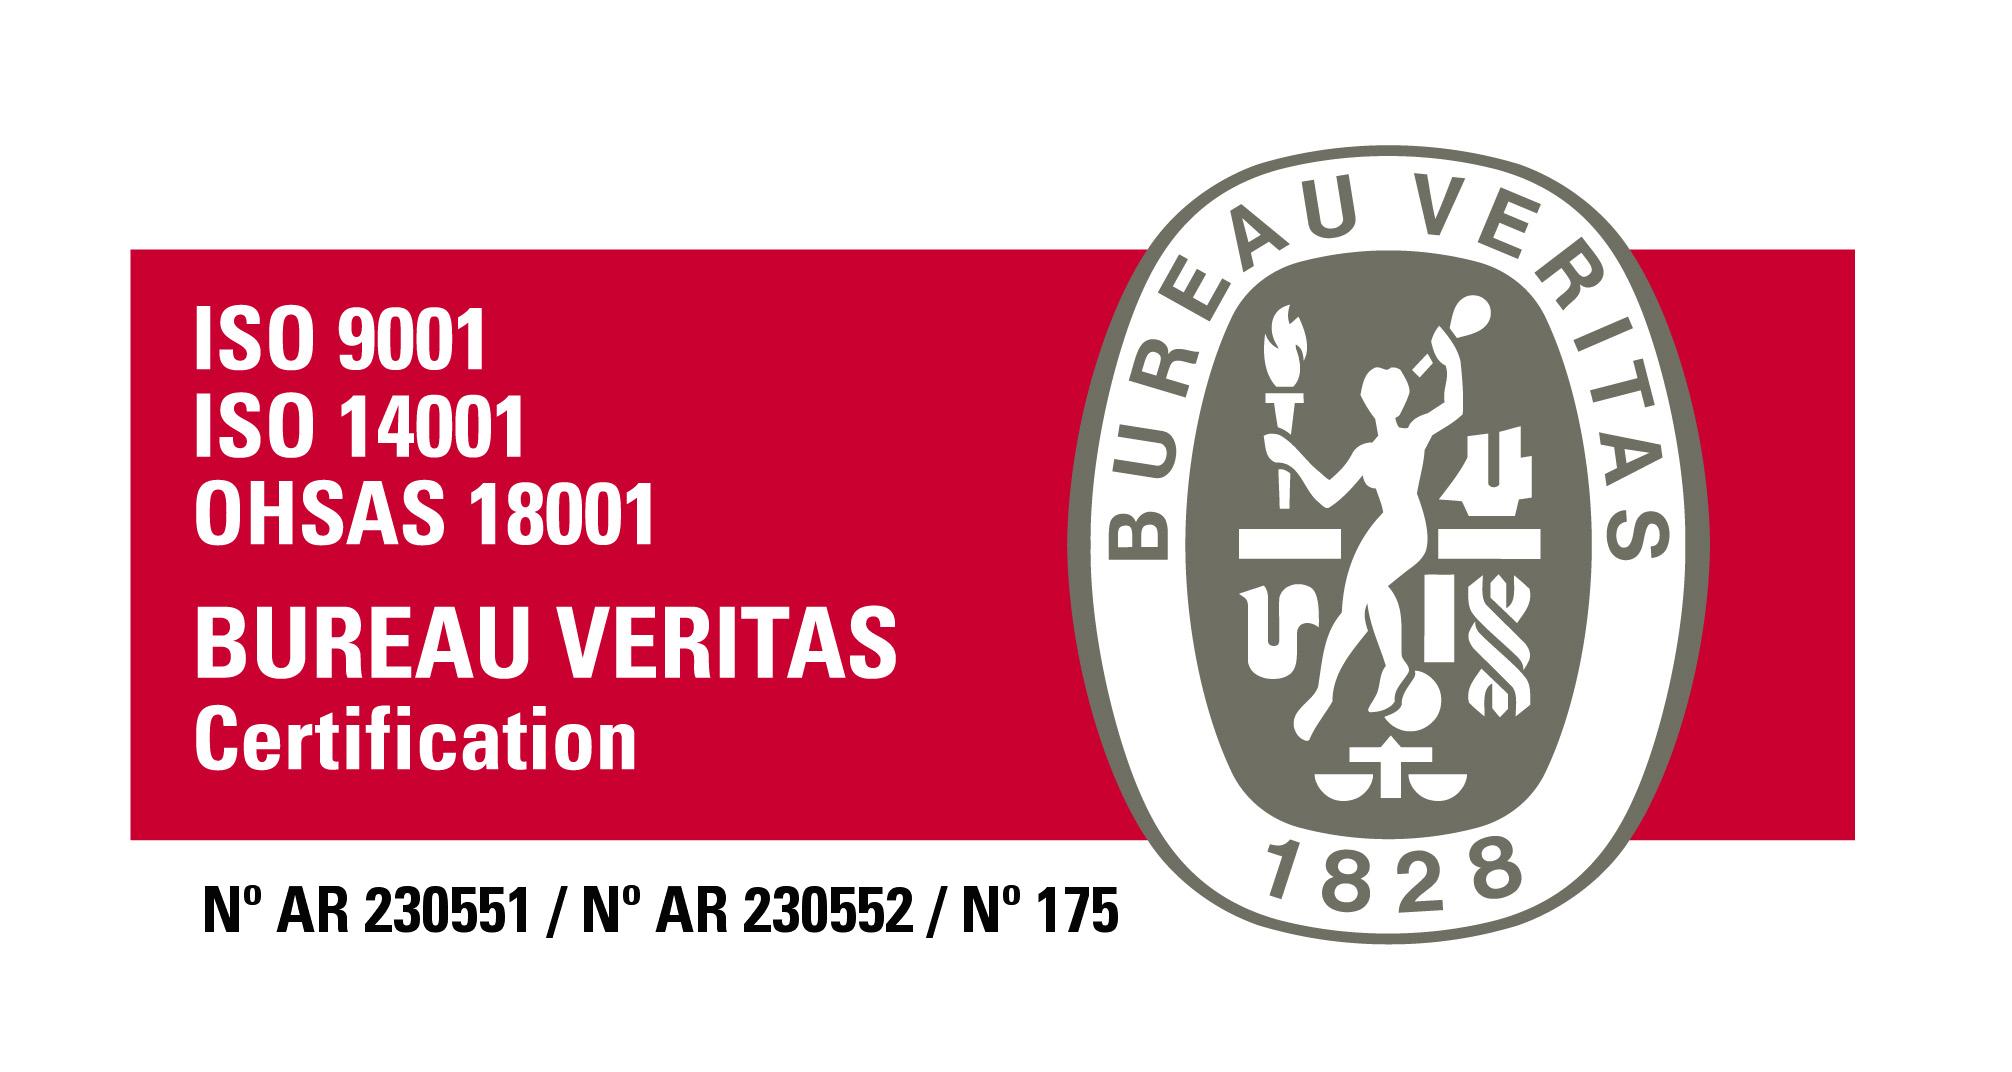 ISO 9001
ISO 14001
OHSAS 18001
BUREAU VERITAS
Certification
Nº AR 230551 / Nº AR 230552 / Nº 175
BUREAU VERITAS
1828